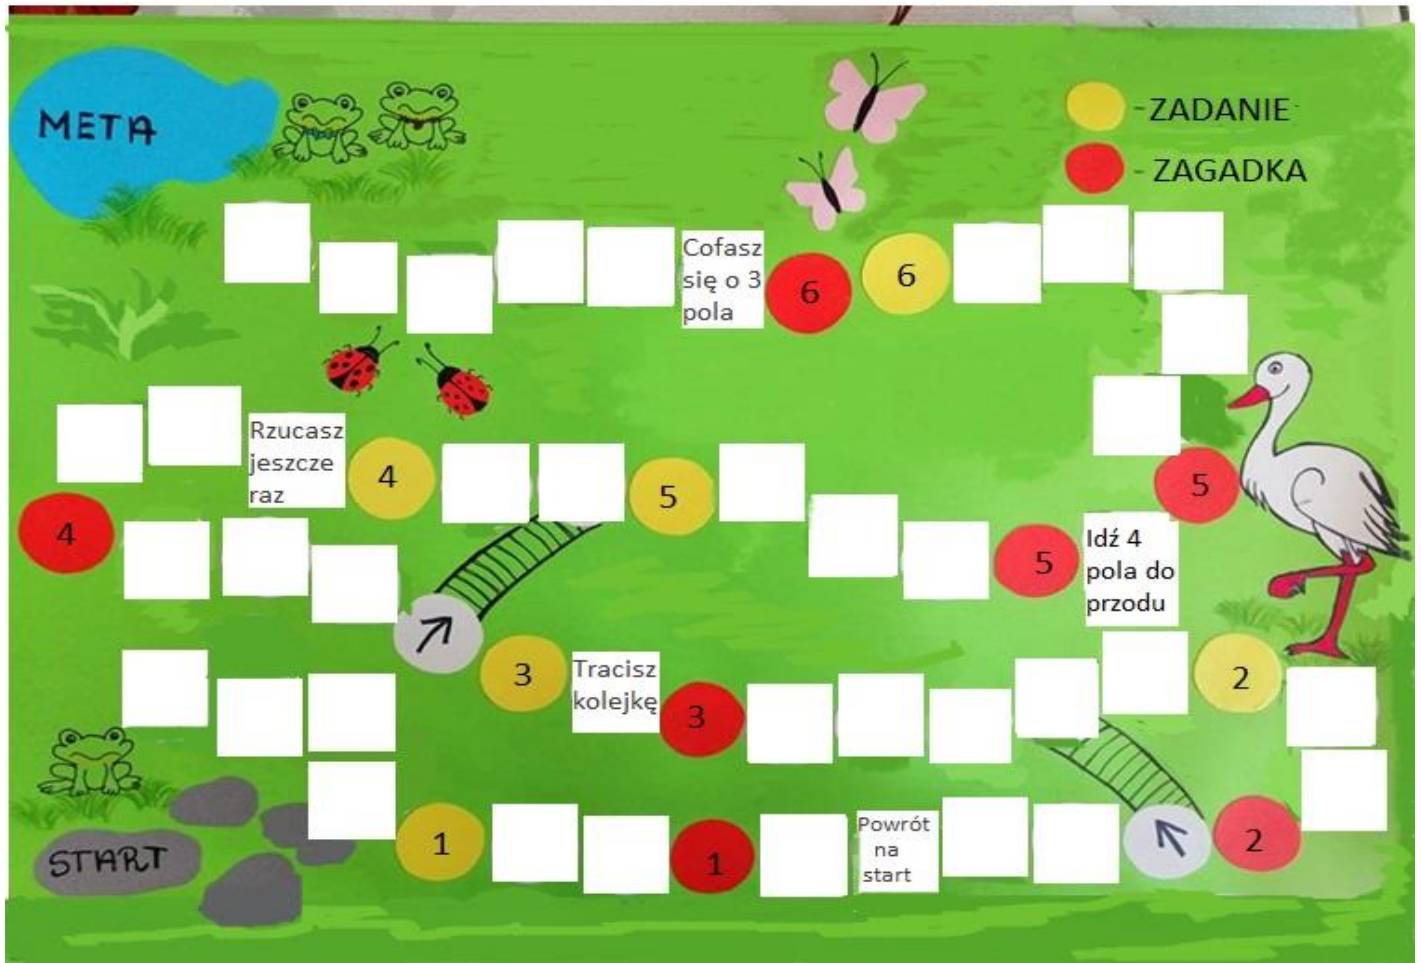 META
- ZADANIE
- ZAGADKA
Cofasz
się o 3
pola
6
6
Rzucasz
jeszcze
raz
4
5
5
4
5
Idź 4
pola do
przodu
3
Tracisz
kolejkę
3
2
START
1
1
Powrót
na
start
2